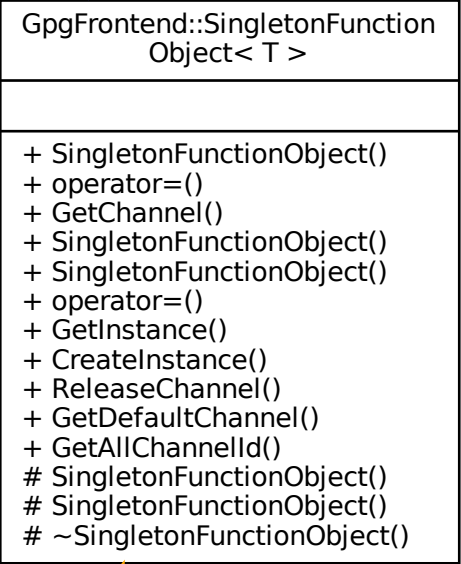 GpgFrontend::SingletonFunction
Object< T >
+ SingletonFunctionObject()
+ operator=()
+ GetChannel()
+ SingletonFunctionObject()
+ SingletonFunctionObject()
+ operator=()
+ GetInstance()
+ CreateInstance()
+ ReleaseChannel()
+ GetDefaultChannel()
+ GetAllChannelId()
# SingletonFunctionObject()
# SingletonFunctionObject()
# ~SingletonFunctionObject()